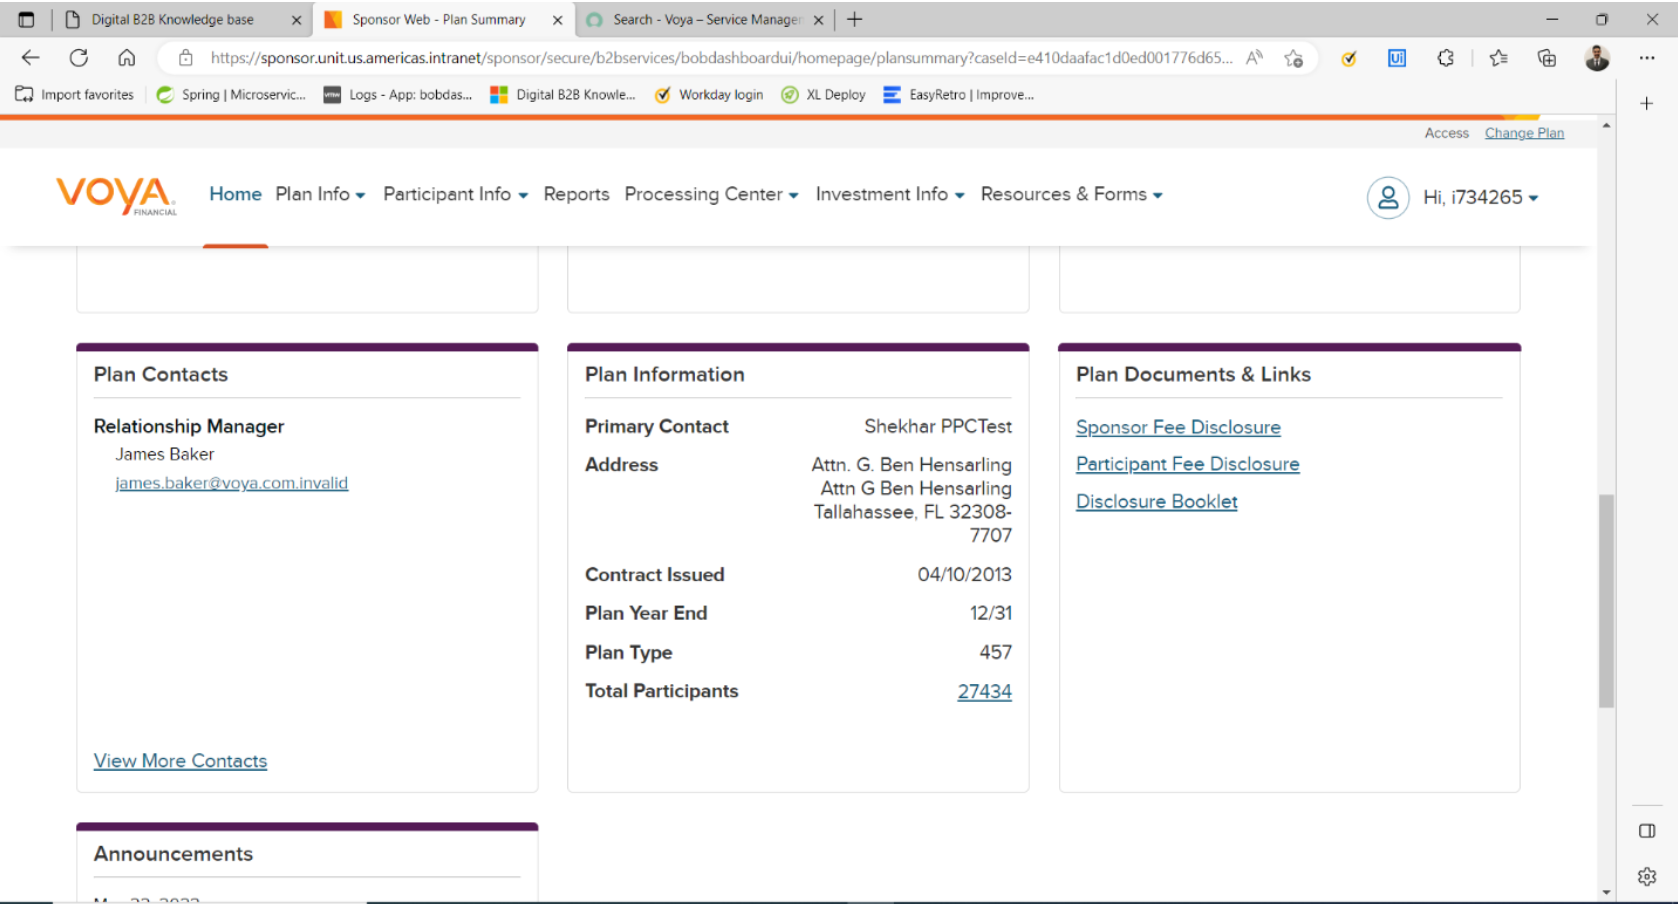 Digital B2B Knowledge base
Sponsor Web - Plan Summary
Search - Voya – Service Manager
https://sponsor.unit.us.americas.intranet/sponsor/secure/b2bservices/bobdashboardui/homepage/plansummary?caseId=e410daafac1d0ed001776d65...
Import favorites
Spring | Microservic...
Logs - App: bobdas...
Digital B2B Knowle...
Workday login
XL Deploy
EasyRetro | Improve...
Access Change Plan
VOYA
FINANCIAL
Home Plan Info Participant Info Reports Processing Center Investment Info Resources & Forms
Hi, i734265
Plan Contacts
Relationship Manager
James Baker
james.baker@voya.com.invalid
View More Contacts
Plan Information
Primary Contact Shekhar PPCTest
Address Attn. G. Ben Hensarling
Attn G Ben Hensarling
Tallahassee, FL 32308-
7707
Contract Issued 04/10/2013
Plan Year End 12/31
Plan Type 457
Total Participants 27434
Plan Documents & Links
Sponsor Fee Disclosure
Participant Fee Disclosure
Disclosure Booklet
Announcements